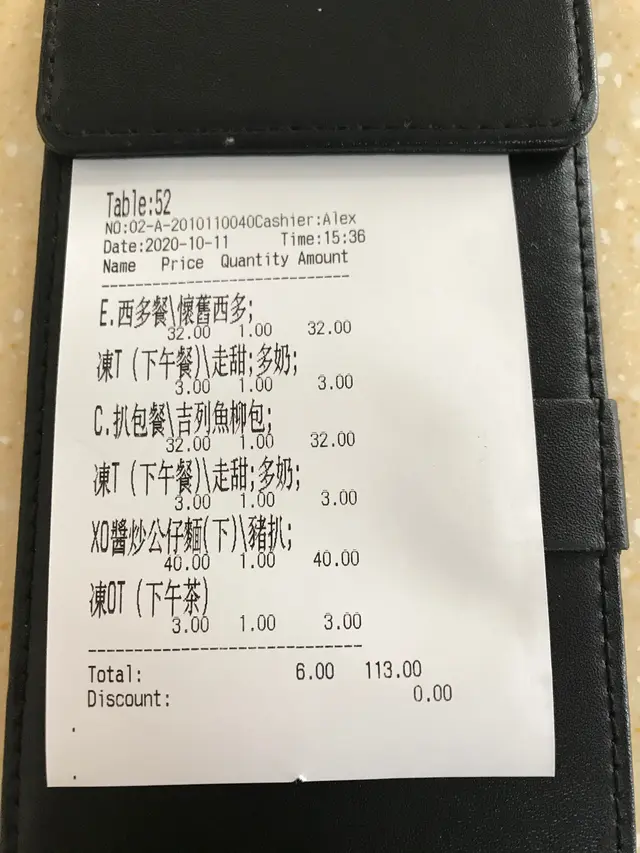 Table:52
NO:02-A-2010110040Cashier:Alex
Date:2020-10-11 Time:15:36
Name Price Quantity Amount
E.西多餐\懷舊西多;
32.00 1.00 32.00
凍T(下午餐)\走甜;多奶;
3.00 1.00 3.00
C.扒包餐\吉列魚柳包;
32.00 1.00 32.00
凍T(下午餐)\走甜;多奶;
3.00 1.00 3.00
XO醬炒公仔麵(下)\豬扒;
40.00 1.00 40.00
凍OT(下午茶)
3.00 1.00 3.00
Total: 6.00 113.00
Discount: 0.00